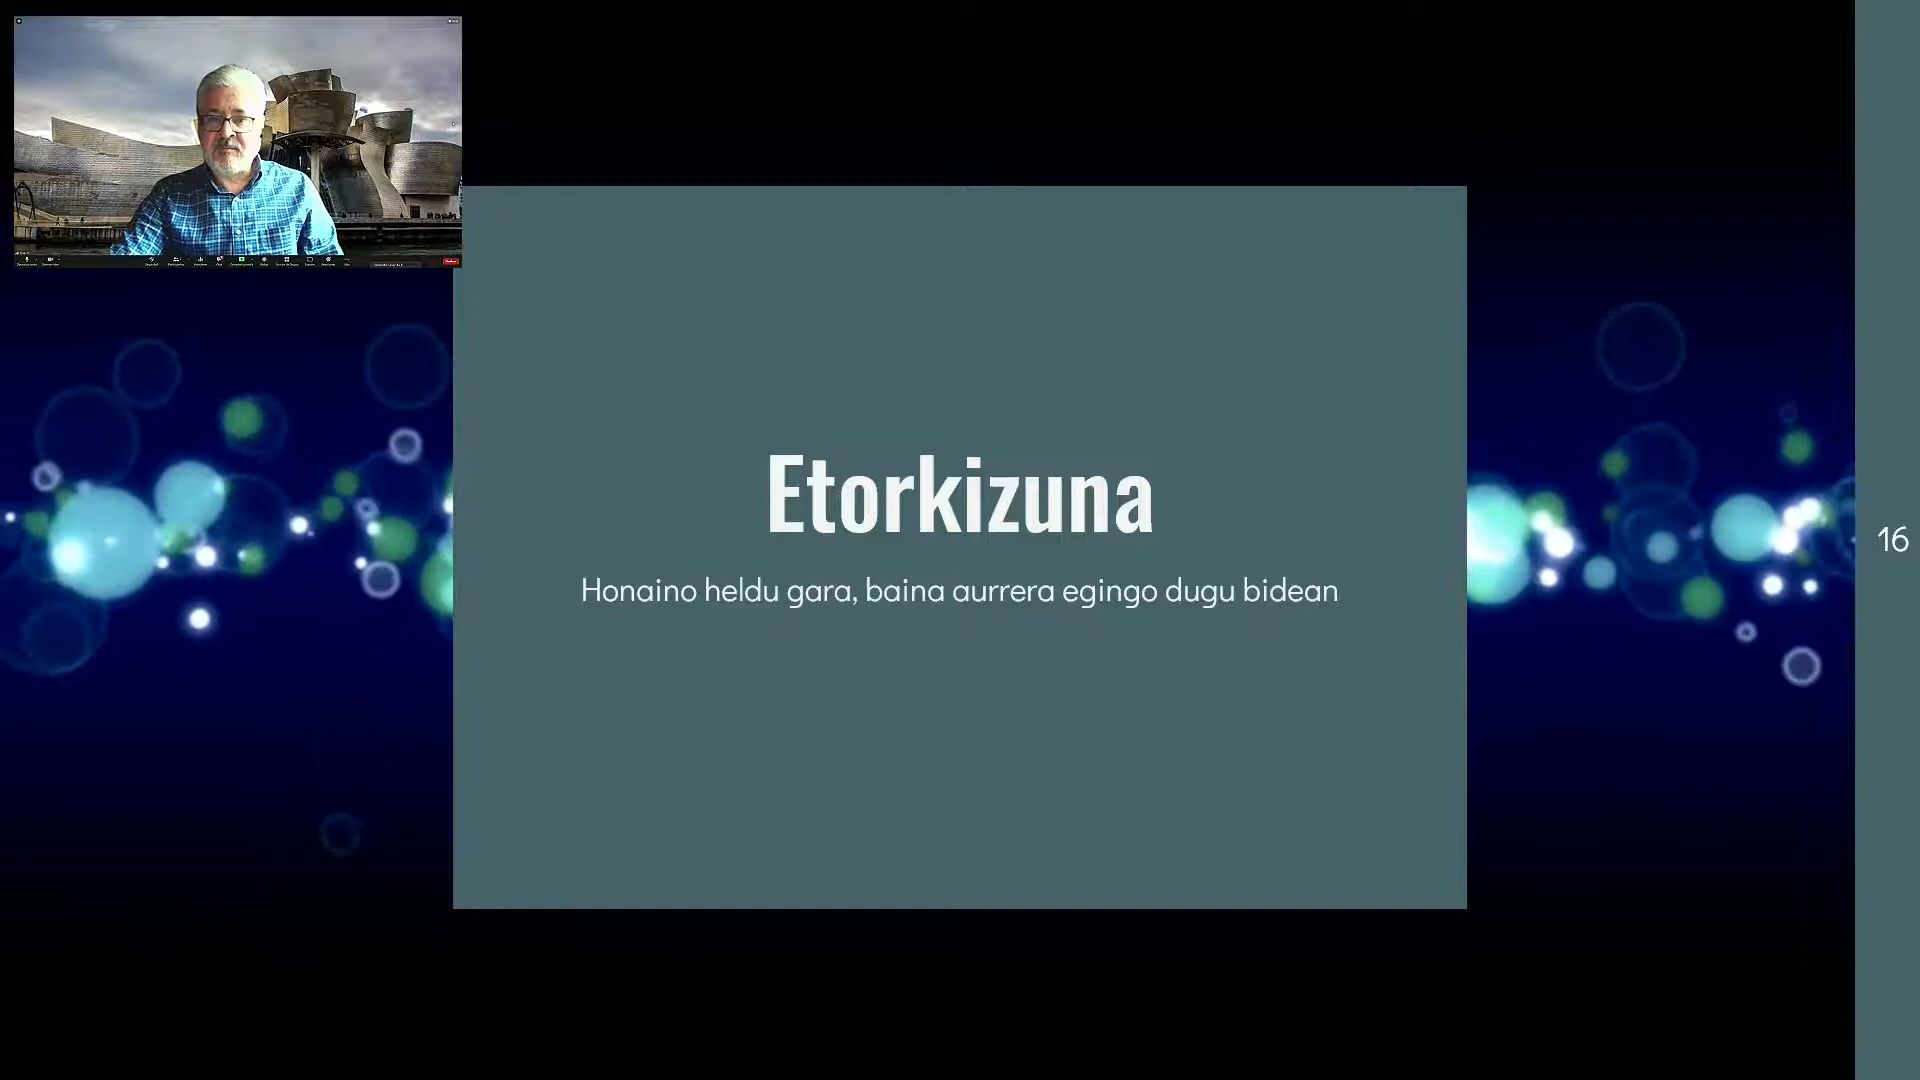 Etorkizuna
Honaino heldu gara, baina aurrera egingo dugu bidean
16